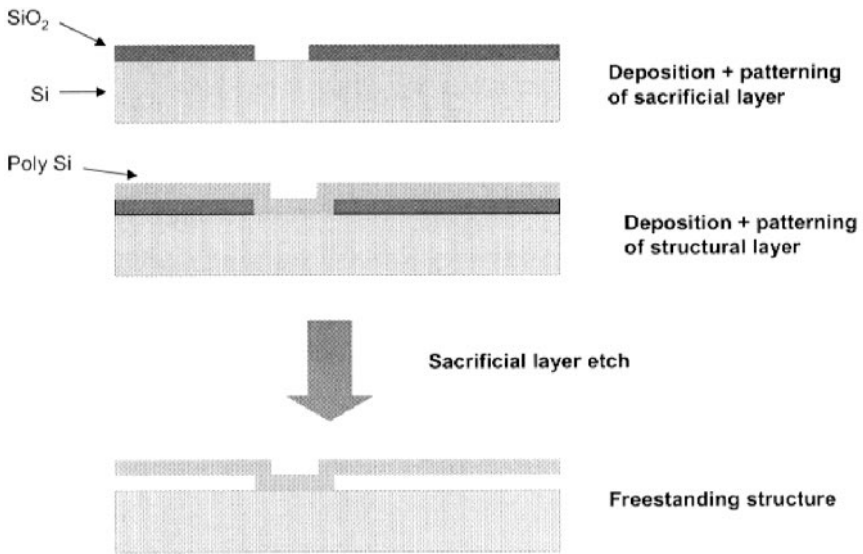 SiO₂
Si
Deposition + patterning
of sacrificial layer
Poly Si
Deposition + patterning
of structural layer
Sacrificial layer etch
Freestanding structure